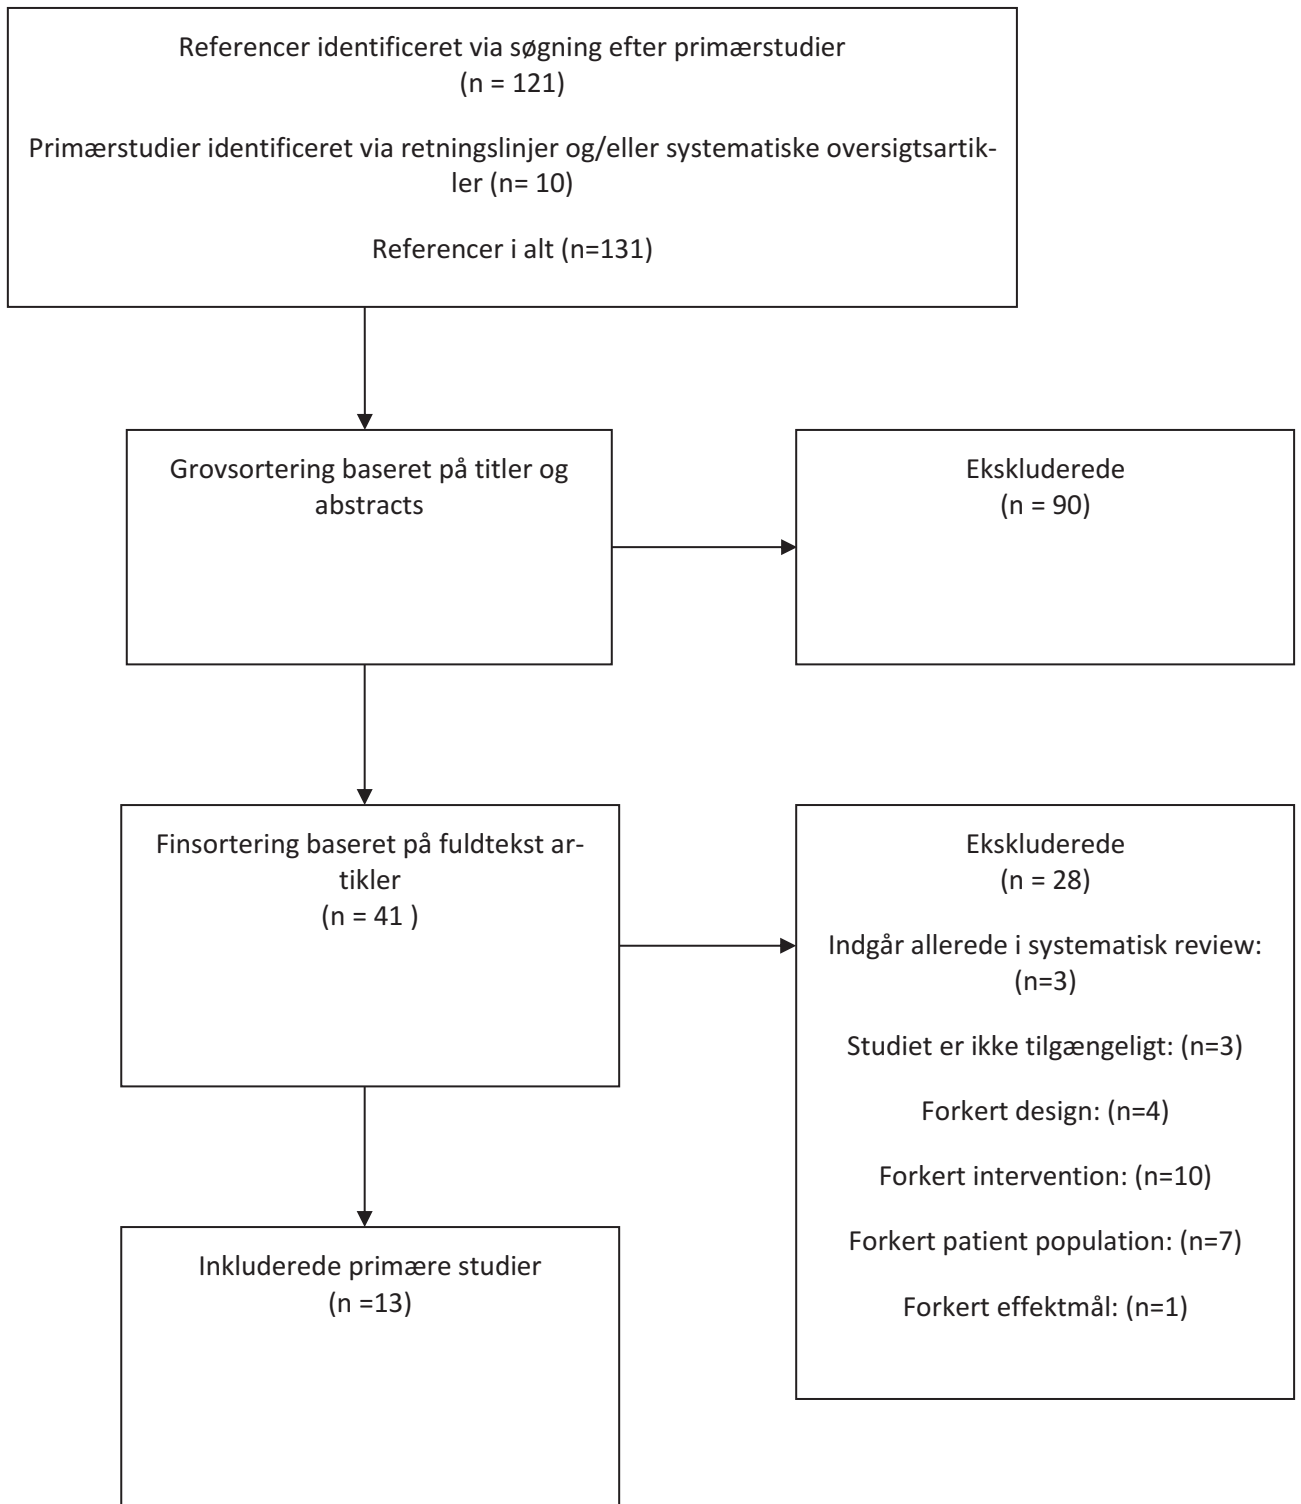 Referencer identificeret via søgning efter primærstudier
(n = 121)
Primærstudier identificeret via retningslinjer og/eller systematiske oversigtsartik-
ler (n= 10)
Referencer i alt (n=131)
Grovsortering baseret på titler og
abstracts
Ekskluderede
(n = 90)
Finsortering baseret på fuldtekst ar-
tikler
(n = 41 )
Ekskluderede
(n = 28)
Indgår allerede i systematisk review:
(n=3)
Studiet er ikke tilgængeligt: (n=3)
Forkert design: (n=4)
Forkert intervention: (n=10)
Forkert patient population: (n=7)
Forkert effektmål: (n=1)
Inkluderede primære studier
(n =13)